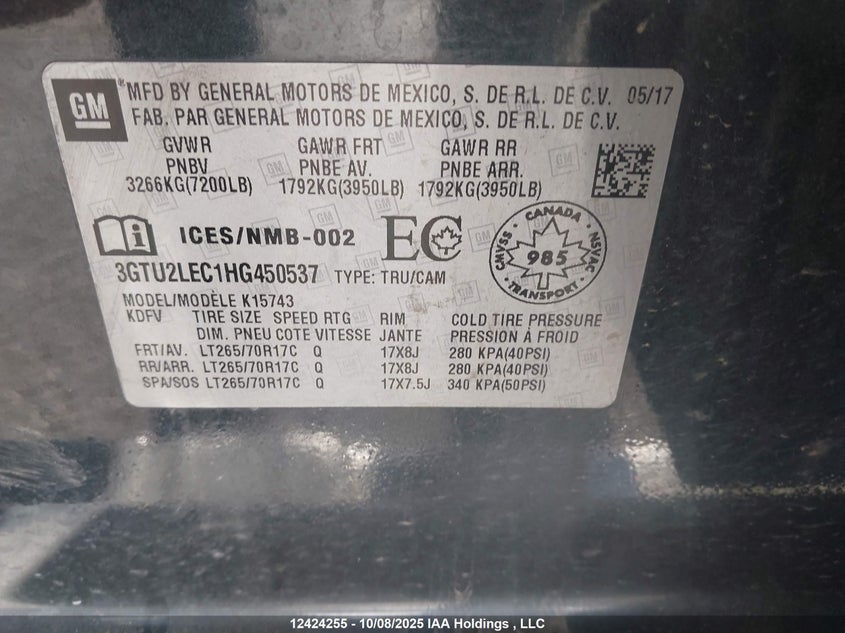 GM
*MFD BY GENERAL MOTORS DE MEXICO, S. DE R.L. DE C.V. 05/17
FAB. PAR GENERAL MOTORS DE MEXICO, S. DE R.L. DE C.V.
GVWR GAWR FRT GAWR RR
PNBV PNBE AV. PNBE ARR.
3266KG(7200LB) 1792KG(3950LB) 1792KG(3950LB)
ICES/NMB-002 EC
CANADA
CMVSS 985 NSVAC
TRANSPORT
3GTU2LEC1HG450537 TYPE: TRU/CAM
MODEL/MODÈLE K15743
KDFV TIRE SIZE SPEED RTG RIM COLD TIRE PRESSURE
DIM. PNEU COTE VITESSE JANTE PRESSION À FROID
FRT/AV. LT265/70R17C Q 17X8J 280 KPA(40PSI)
RR/ARR. LT265/70R17C Q 17X8J 280 KPA(40PSI)
SPA/SOS LT265/70R17C Q 17X7.5J 340 KPA(50PSI)
12424255 - 10/08/2025 IAA Holdings , LLC